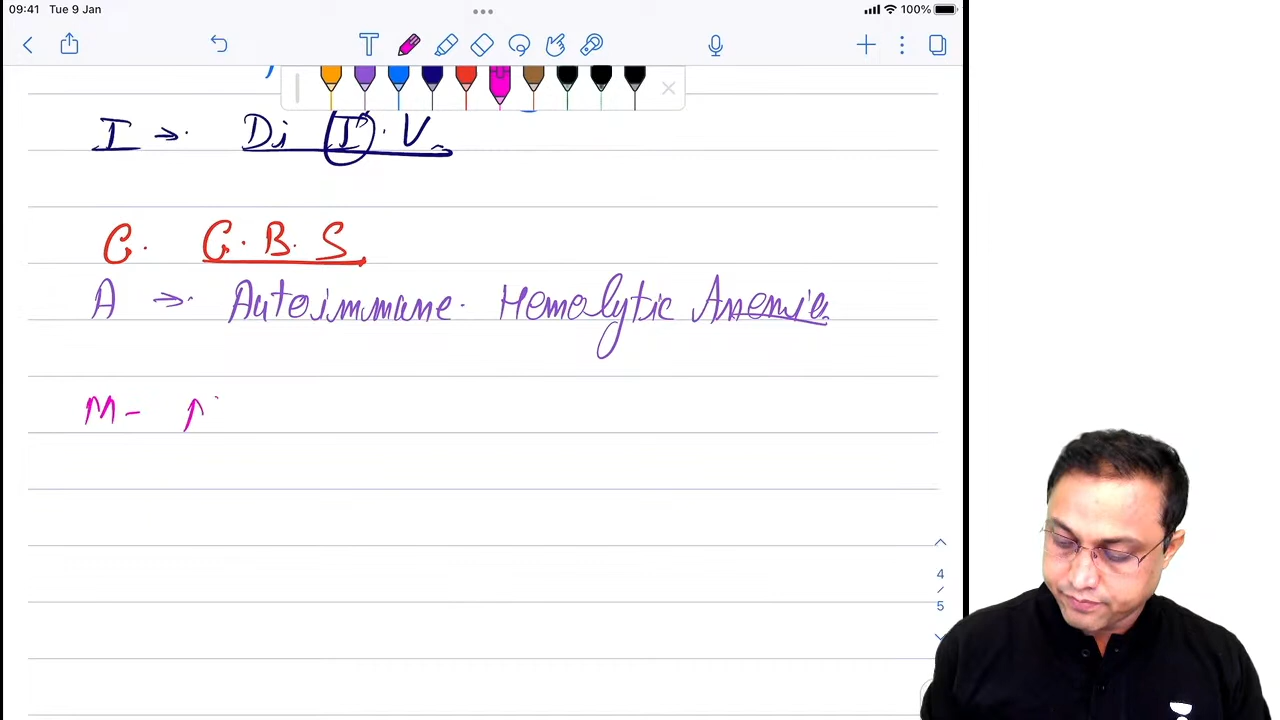 09:41 Tue 9 Jan
100%
T
I → Di I. V.
G. G. B. S
A → Autoimmune. Hemolytic Anemia
M -
4
5